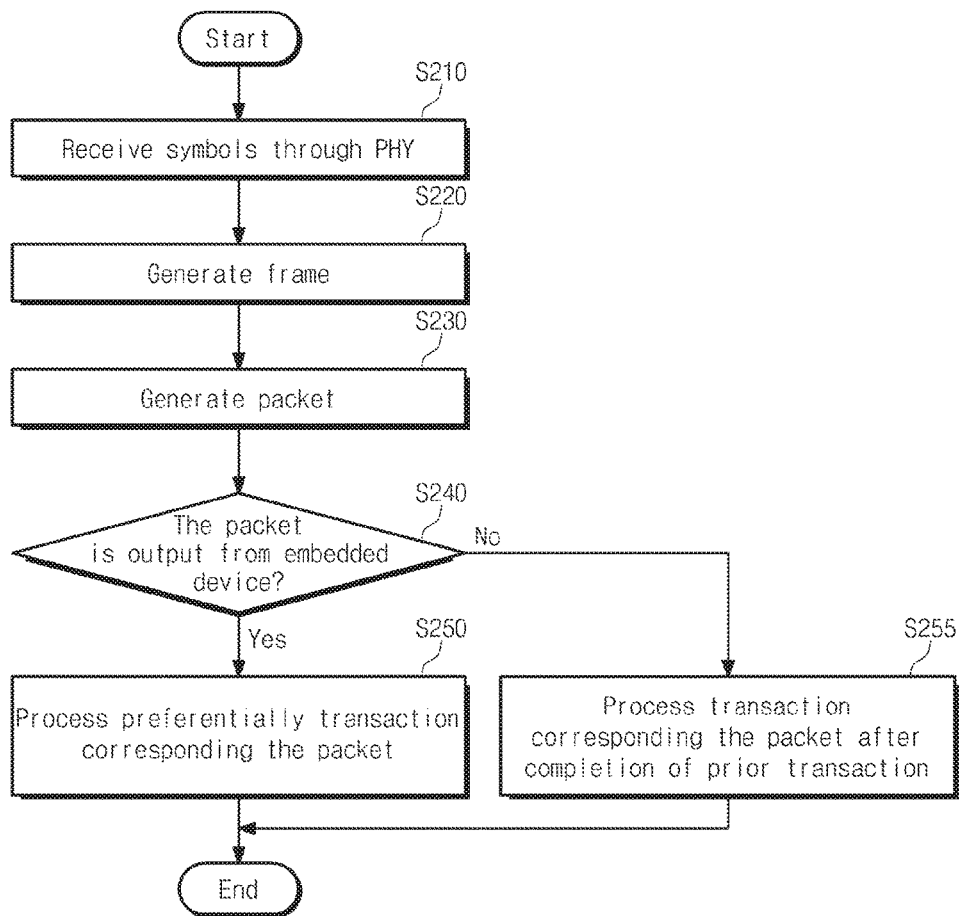 Start
S210
Receive symbols through PHY
S220
Generate frame
S230
Generate packet
S240
The packet
is output from embedded
device?
No
Yes
S250
Process preferentially transaction
corresponding the packet
S255
Process transaction
corresponding the packet after
completion of prior transaction
End